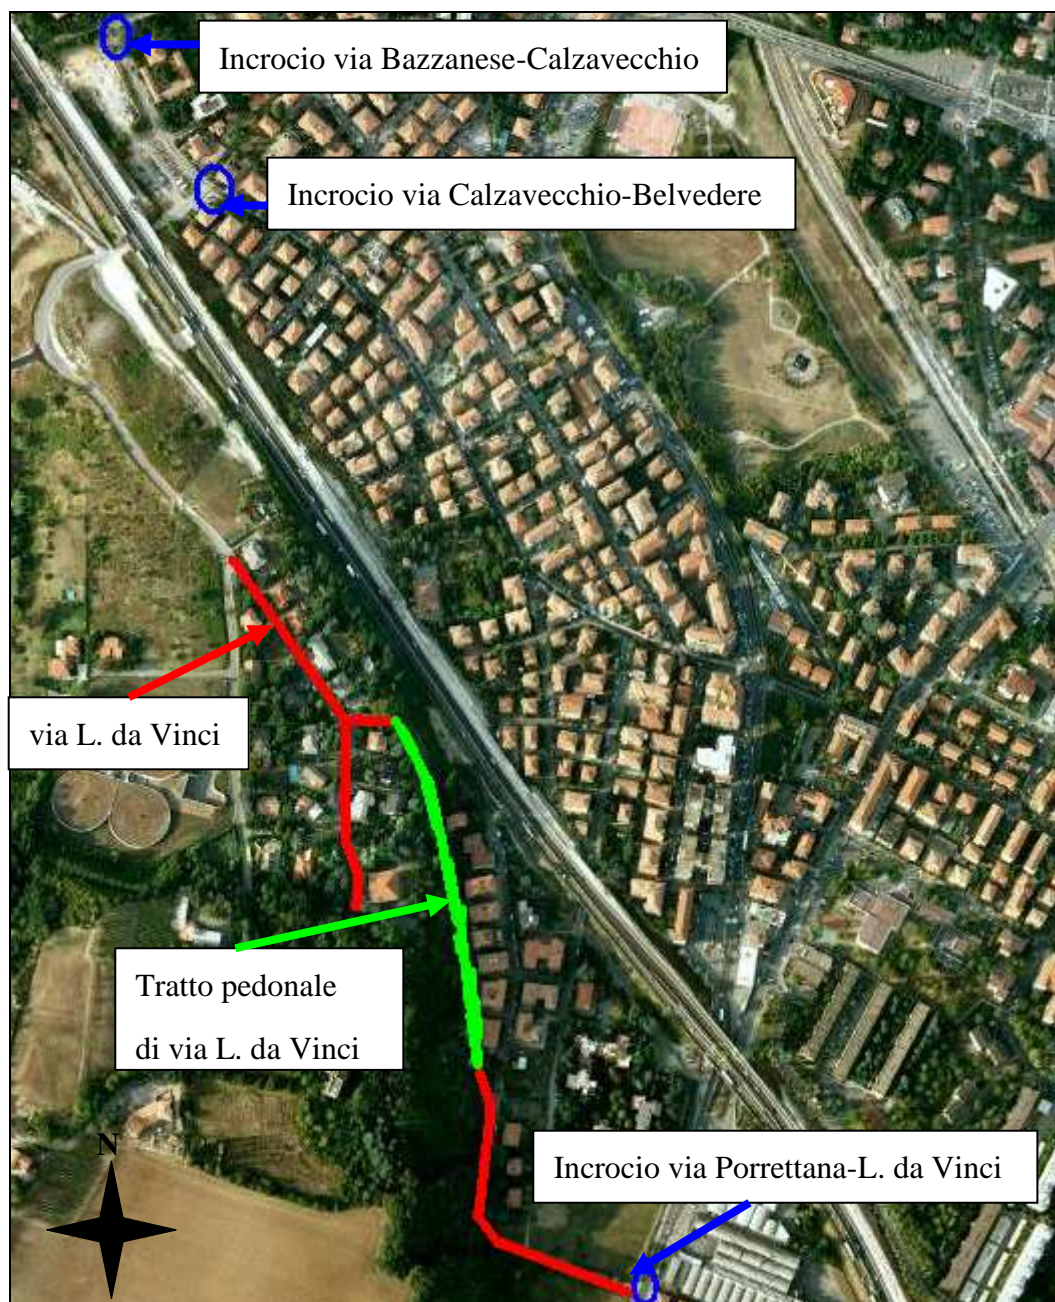 Incrocio via Bazzanese-Calzavecchio
Incrocio via Calzavecchio-Belvedere
via L. da Vinci
Tratto pedonale
di via L. da Vinci
N
Incrocio via Porrettana-L. da Vinci